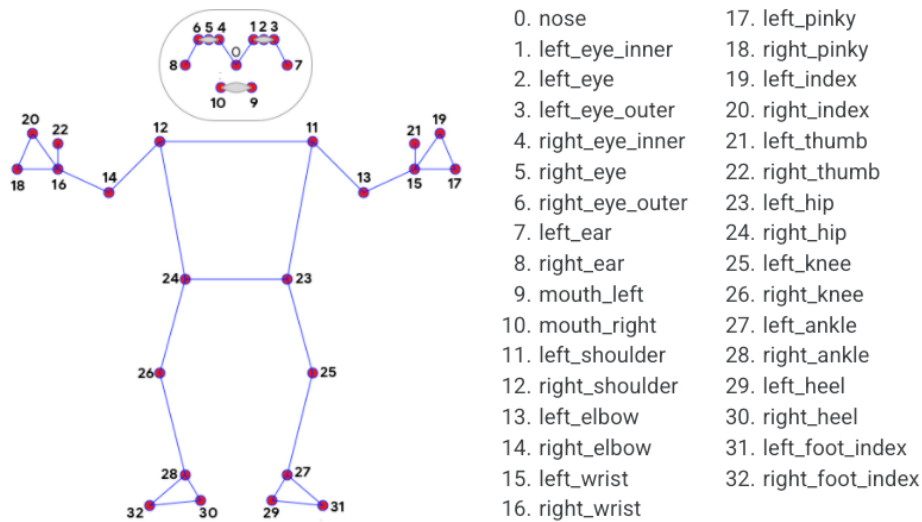 6 5 4 1 2 3
0
8 7
10 9
20 22 12 11 21 19
18 16 14 13 15 17
24 23
26 25
28 27
32 30 29 31
0. nose
1. left_eye_inner
2. left_eye
3. left_eye_outer
4. right_eye_inner
5. right_eye
6. right_eye_outer
7. left_ear
8. right_ear
9. mouth_left
10. mouth_right
11. left_shoulder
12. right_shoulder
13. left_elbow
14. right_elbow
15. left_wrist
16. right_wrist
17. left_pinky
18. right_pinky
19. left_index
20. right_index
21. left_thumb
22. right_thumb
23. left_hip
24. right_hip
25. left_knee
26. right_knee
27. left_ankle
28. right_ankle
29. left_heel
30. right_heel
31. left_foot_index
32. right_foot_index